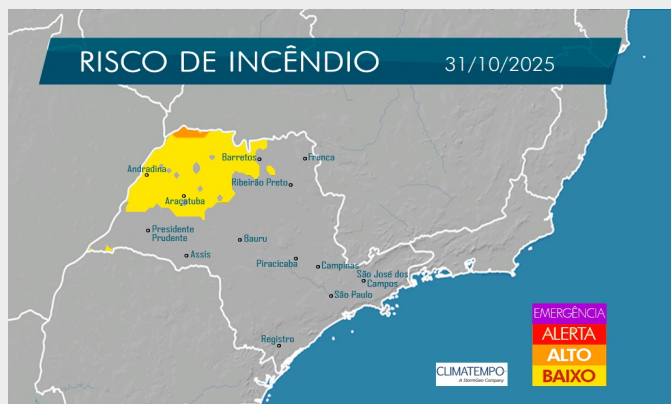 RISCO DE INCÊNDIO 31/10/2025
Barretos
Franca
Andradina
Ribeirão Preto
Araçatuba
Presidente
Prudente
Bauru
Assis
Piracicaba
Campinas
São José dos
Campos
São Paulo
Registro
EMERGÊNCIA
ALERTA
ALTO
BAIXO
CLIMATEMPO
A StormGeo Company